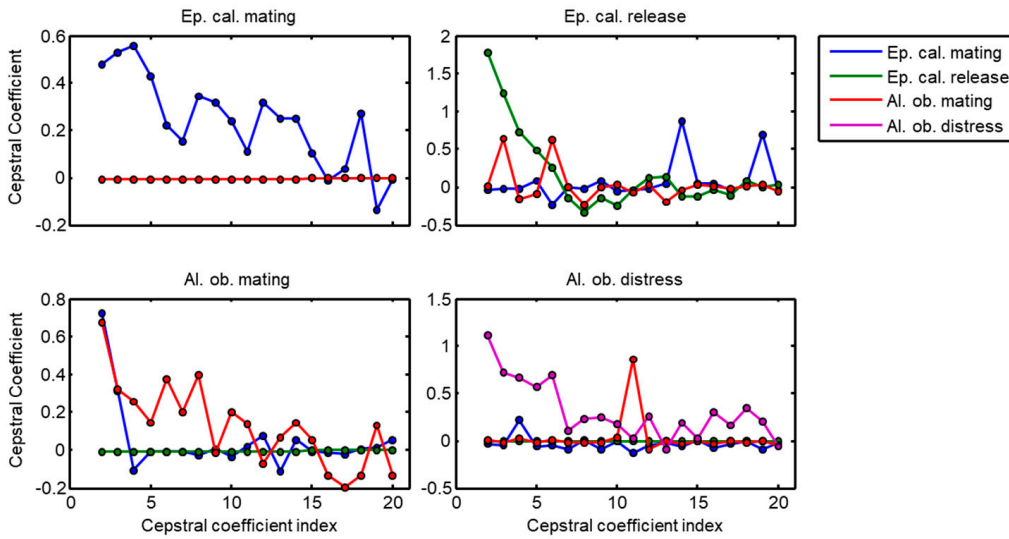 Ep. cal. mating
Ep. cal. release
Cepstral Coefficient
0.6
0.4
0.2
0
-0.2
2
1.5
1
0.5
0
-0.5
Ep. cal. mating
Ep. cal. release
Al. ob. mating
Al. ob. distress
Al. ob. mating
Al. ob. distress
Cepstral Coefficient
0.8
0.6
0.4
0.2
0
-0.2
0 5 10 15 20
Cepstral coefficient index
1.5
1
0.5
0
-0.5
0 5 10 15 20
Cepstral coefficient index